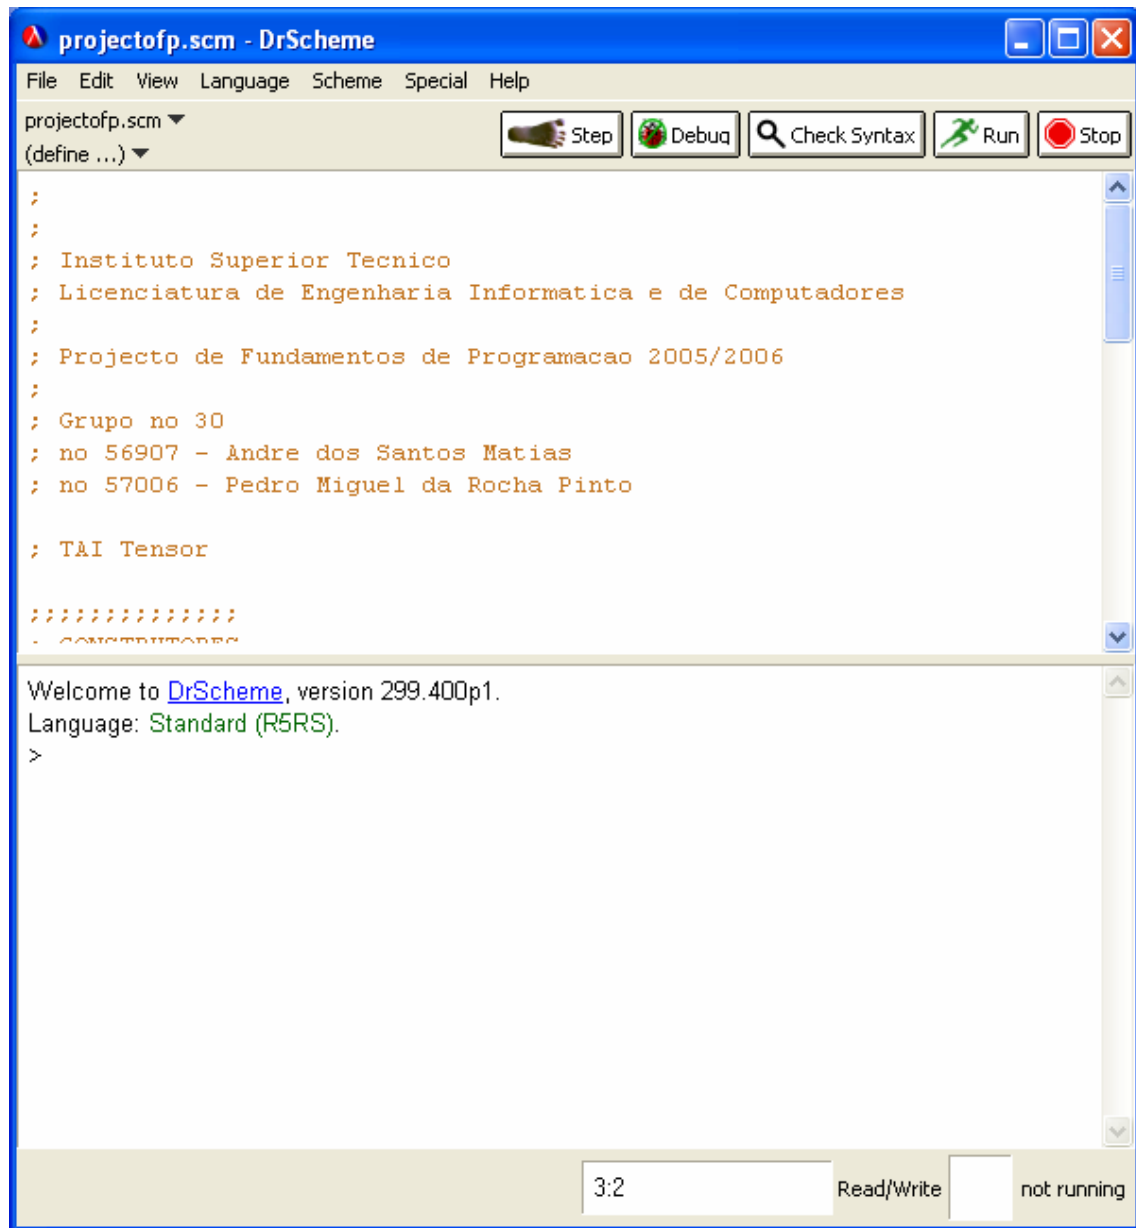 projectofp.scm - DrScheme
File Edit View Language Scheme Special Help
projectofp.scm
(define ...)
Step Debug Check Syntax Run Stop
;
;
; Instituto Superior Tecnico
; Licenciatura de Engenharia Informatica e de Computadores
;
; Projecto de Fundamentos de Programacao 2005/2006
;
; Grupo no 30
; no 56907 - Andre dos Santos Matias
; no 57006 - Pedro Miguel da Rocha Pinto
; TAI Tensor
;;;;;;;;;;;;;;
; CONSTRUTORES
Welcome to DrScheme, version 299.400p1.
Language: Standard (R5RS).
>
3:2 Read/Write not running